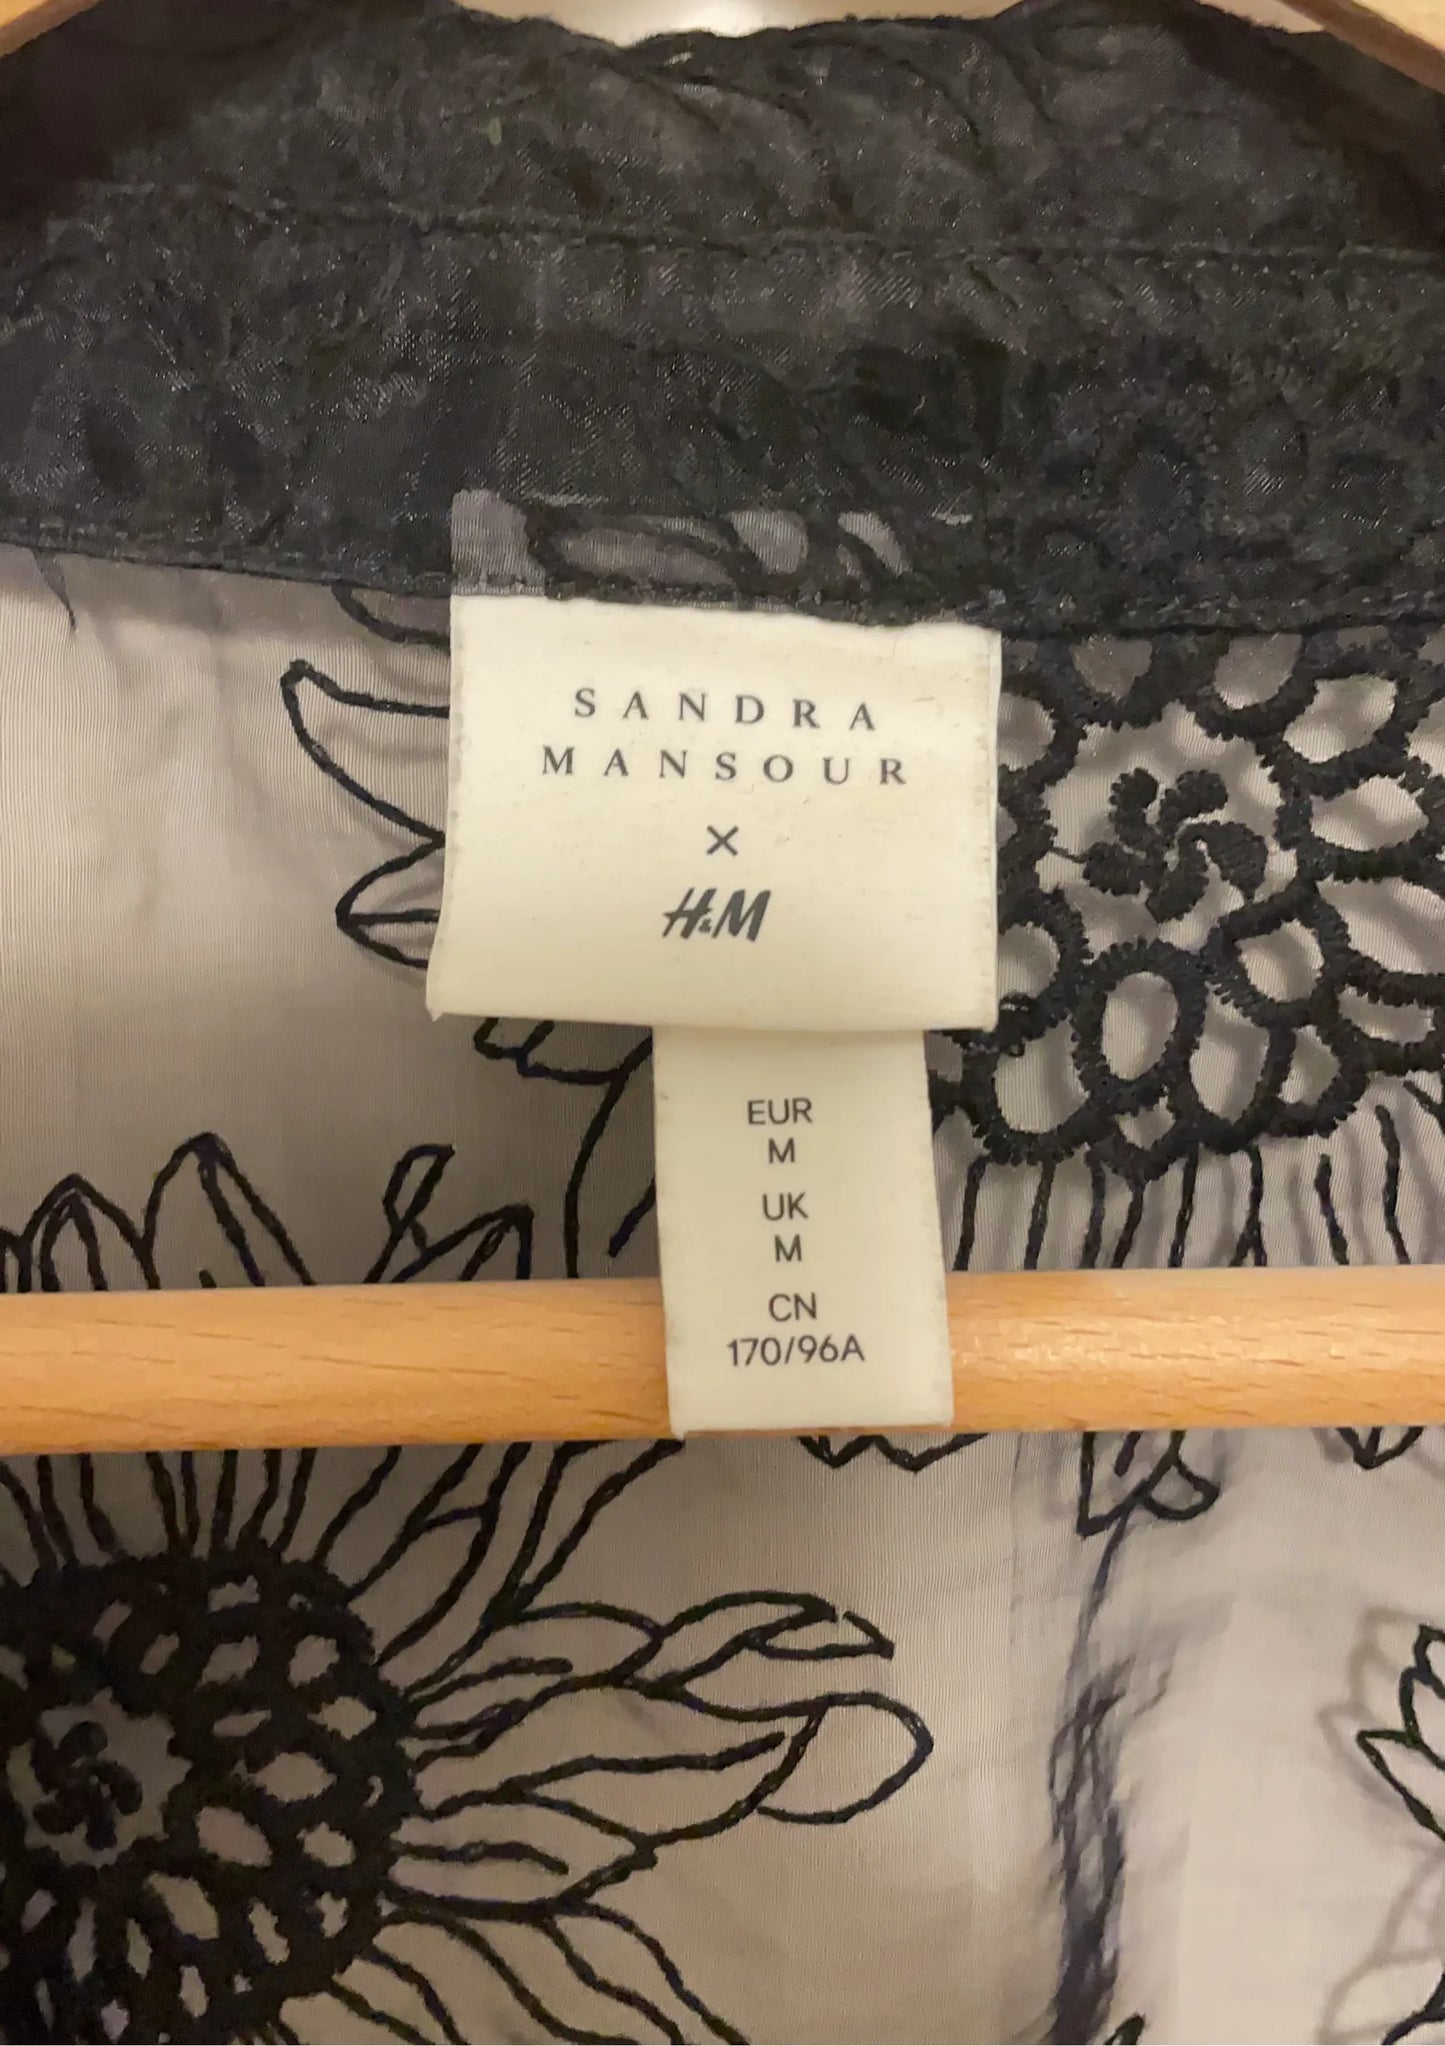 SANDRA
MANSOUR
×
H&M
EUR
M
UK
M
CN
170/96A